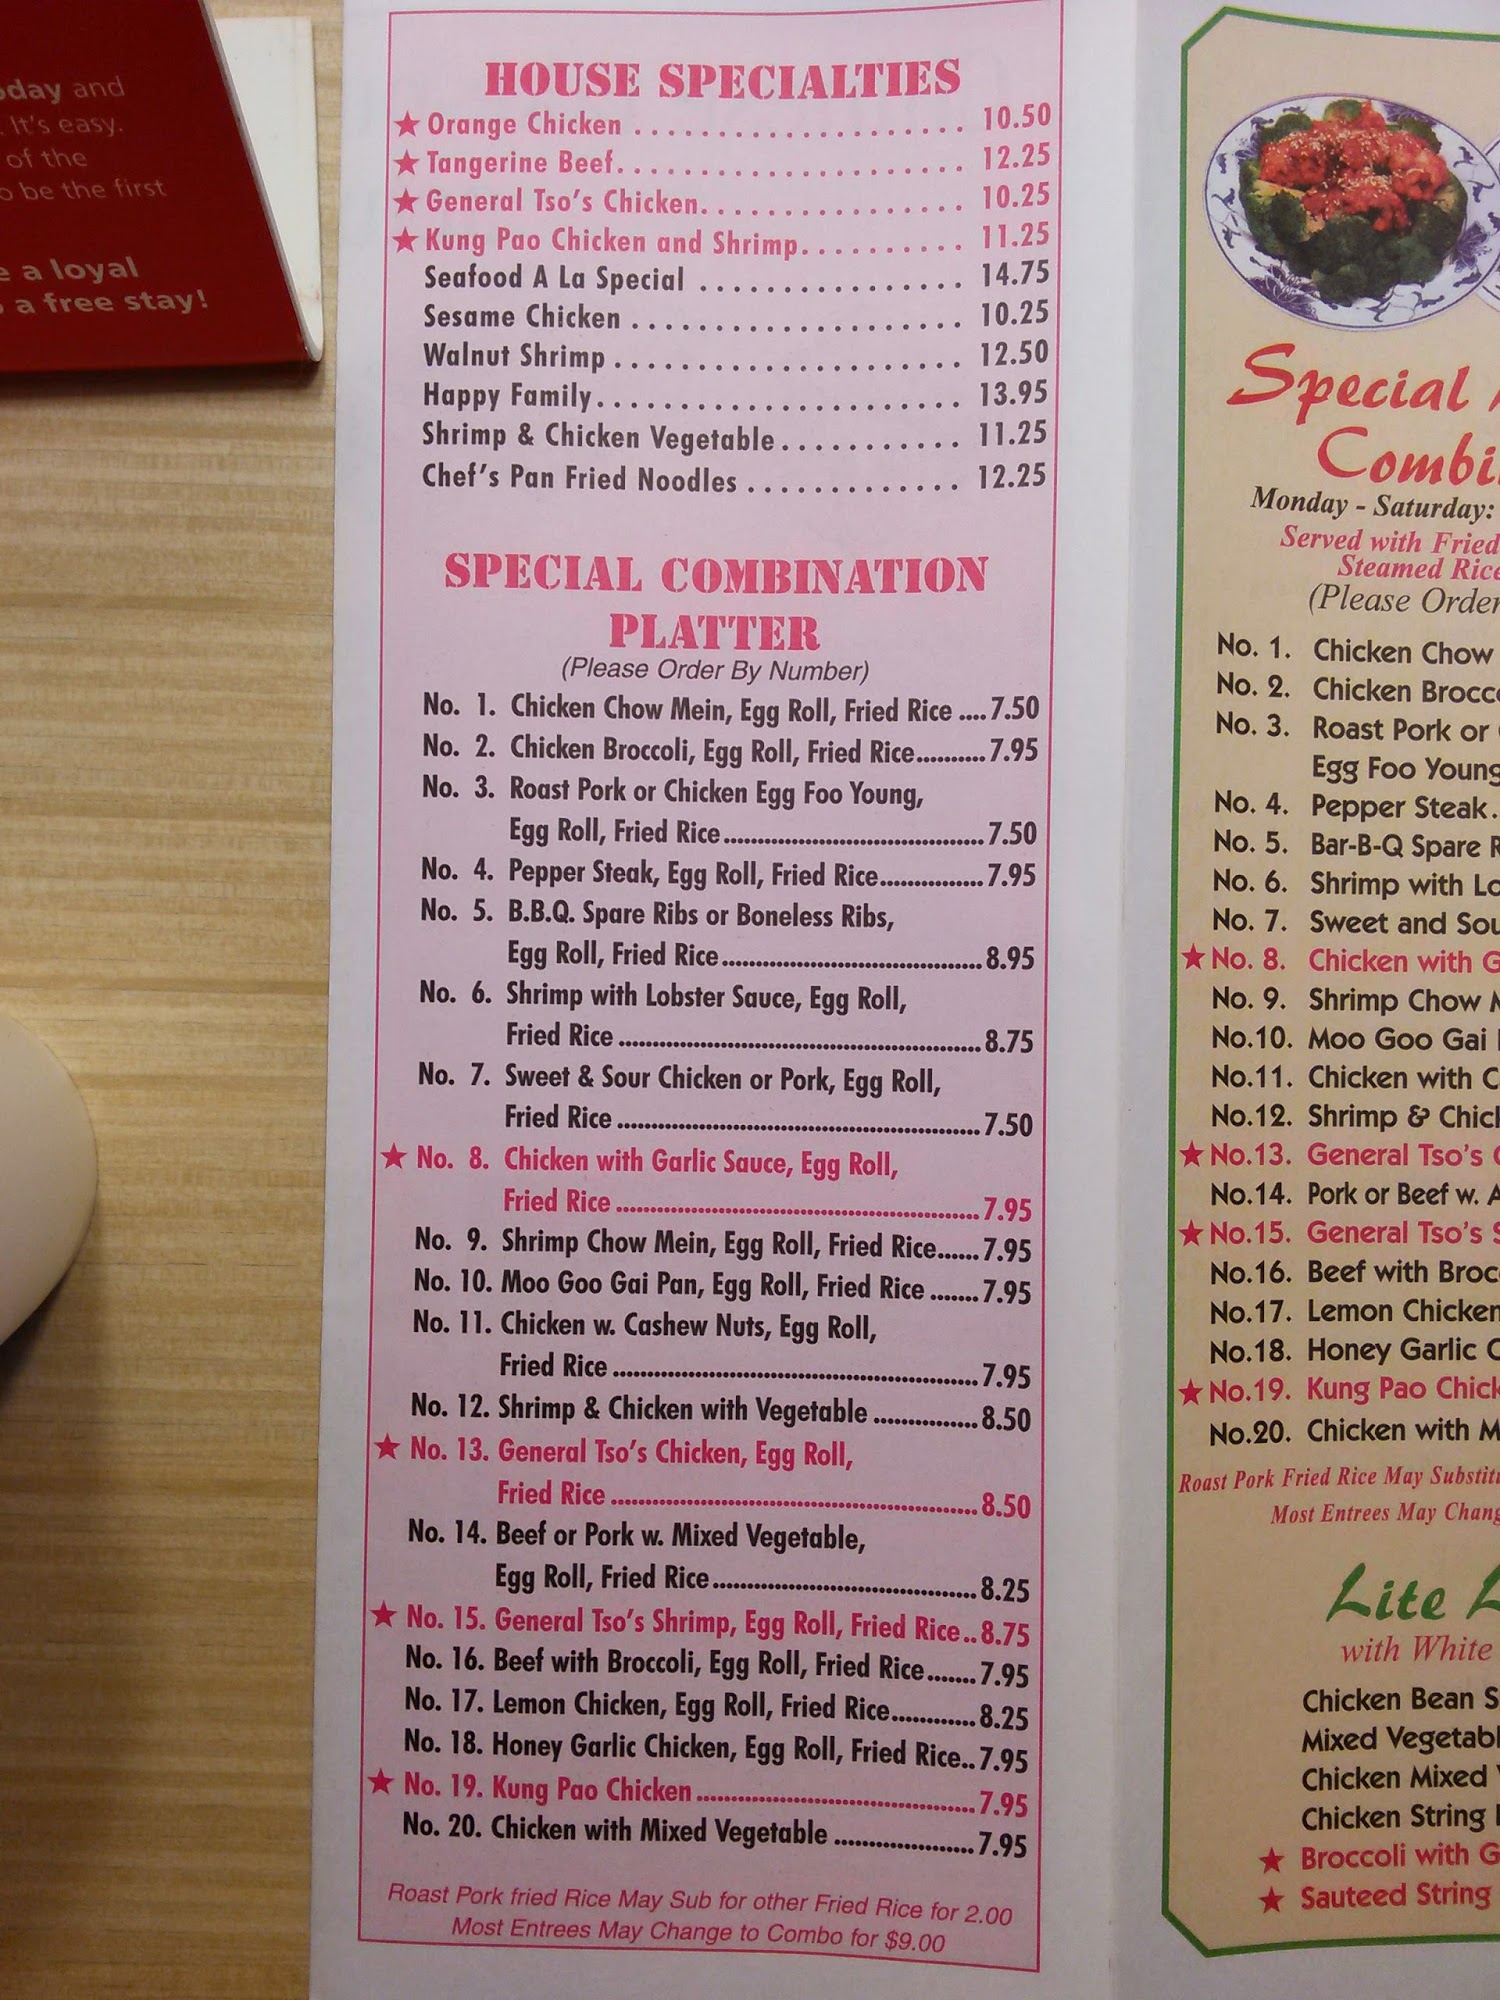 oday and
. It's easy.
of the
o be the first
e a loyal
a free stay!
HOUSE SPECIALTIES
★ Orange Chicken .................... 10.50
★ Tangerine Beef.................... 12.25
★ General Tso's Chicken................ 10.25
★ Kung Pao Chicken and Shrimp.......... 11.25
Seafood A La Special ................ 14.75
Sesame Chicken .................... 10.25
Walnut Shrimp ..................... 12.50
Happy Family...................... 13.95
Shrimp & Chicken Vegetable........... 11.25
Chef's Pan Fried Noodles ............. 12.25
SPECIAL COMBINATION
PLATTER
(Please Order By Number)
No. 1. Chicken Chow Mein, Egg Roll, Fried Rice ....7.50
No. 2. Chicken Broccoli, Egg Roll, Fried Rice...........7.95
No. 3. Roast Pork or Chicken Egg Foo Young,
Egg Roll, Fried Rice..........................................7.50
No. 4. Pepper Steak, Egg Roll, Fried Rice.................7.95
No. 5. B.B.Q. Spare Ribs or Boneless Ribs,
Egg Roll, Fried Rice..........................................8.95
No. 6. Shrimp with Lobster Sauce, Egg Roll,
Fried Rice ..........................................................8.75
No. 7. Sweet & Sour Chicken or Pork, Egg Roll,
Fried Rice ..........................................................7.50
★ No. 8. Chicken with Garlic Sauce, Egg Roll,
Fried Rice ..........................................................7.95
No. 9. Shrimp Chow Mein, Egg Roll, Fried Rice......7.95
No. 10. Moo Goo Gai Pan, Egg Roll, Fried Rice .......7.95
No. 11. Chicken w. Cashew Nuts, Egg Roll,
Fried Rice ..........................................................7.95
No. 12. Shrimp & Chicken with Vegetable ................8.50
★ No. 13. General Tso's Chicken, Egg Roll,
Fried Rice ..........................................................8.50
No. 14. Beef or Pork w. Mixed Vegetable,
Egg Roll, Fried Rice..........................................8.25
★ No. 15. General Tso's Shrimp, Egg Roll, Fried Rice..8.75
No. 16. Beef with Broccoli, Egg Roll, Fried Rice.......7.95
No. 17. Lemon Chicken, Egg Roll, Fried Rice............8.25
No. 18. Honey Garlic Chicken, Egg Roll, Fried Rice..7.95
★ No. 19. Kung Pao Chicken ............................................7.95
No. 20. Chicken with Mixed Vegetable ......................7.95
Roast Pork fried Rice May Sub for other Fried Rice for 2.00
Most Entrees May Change to Combo for $9.00
Special
Combi
Monday - Saturday:
Served with Fried
Steamed Rice
(Please Order
No. 1. Chicken Chow
No. 2. Chicken Brocco
No. 3. Roast Pork or
Egg Foo Young
No. 4. Pepper Steak.
No. 5. Bar-B-Q Spare R
No. 6. Shrimp with Lo
No. 7. Sweet and Sou
★ No. 8. Chicken with G
No. 9. Shrimp Chow M
No.10. Moo Goo Gai
No.11. Chicken with C
No.12. Shrimp & Chick
★ No.13. General Tso's
No.14. Pork or Beef w. A
★ No.15. General Tso's S
No.16. Beef with Brocc
No.17. Lemon Chicken
No.18. Honey Garlic C
★ No.19. Kung Pao Chick
No.20. Chicken with M
Roast Pork Fried Rice May Substitu
Most Entrees May Chang
Lite L
with White
Chicken Bean S
Mixed Vegetabl
Chicken Mixed
Chicken String
★ Broccoli with G
★ Sauteed String